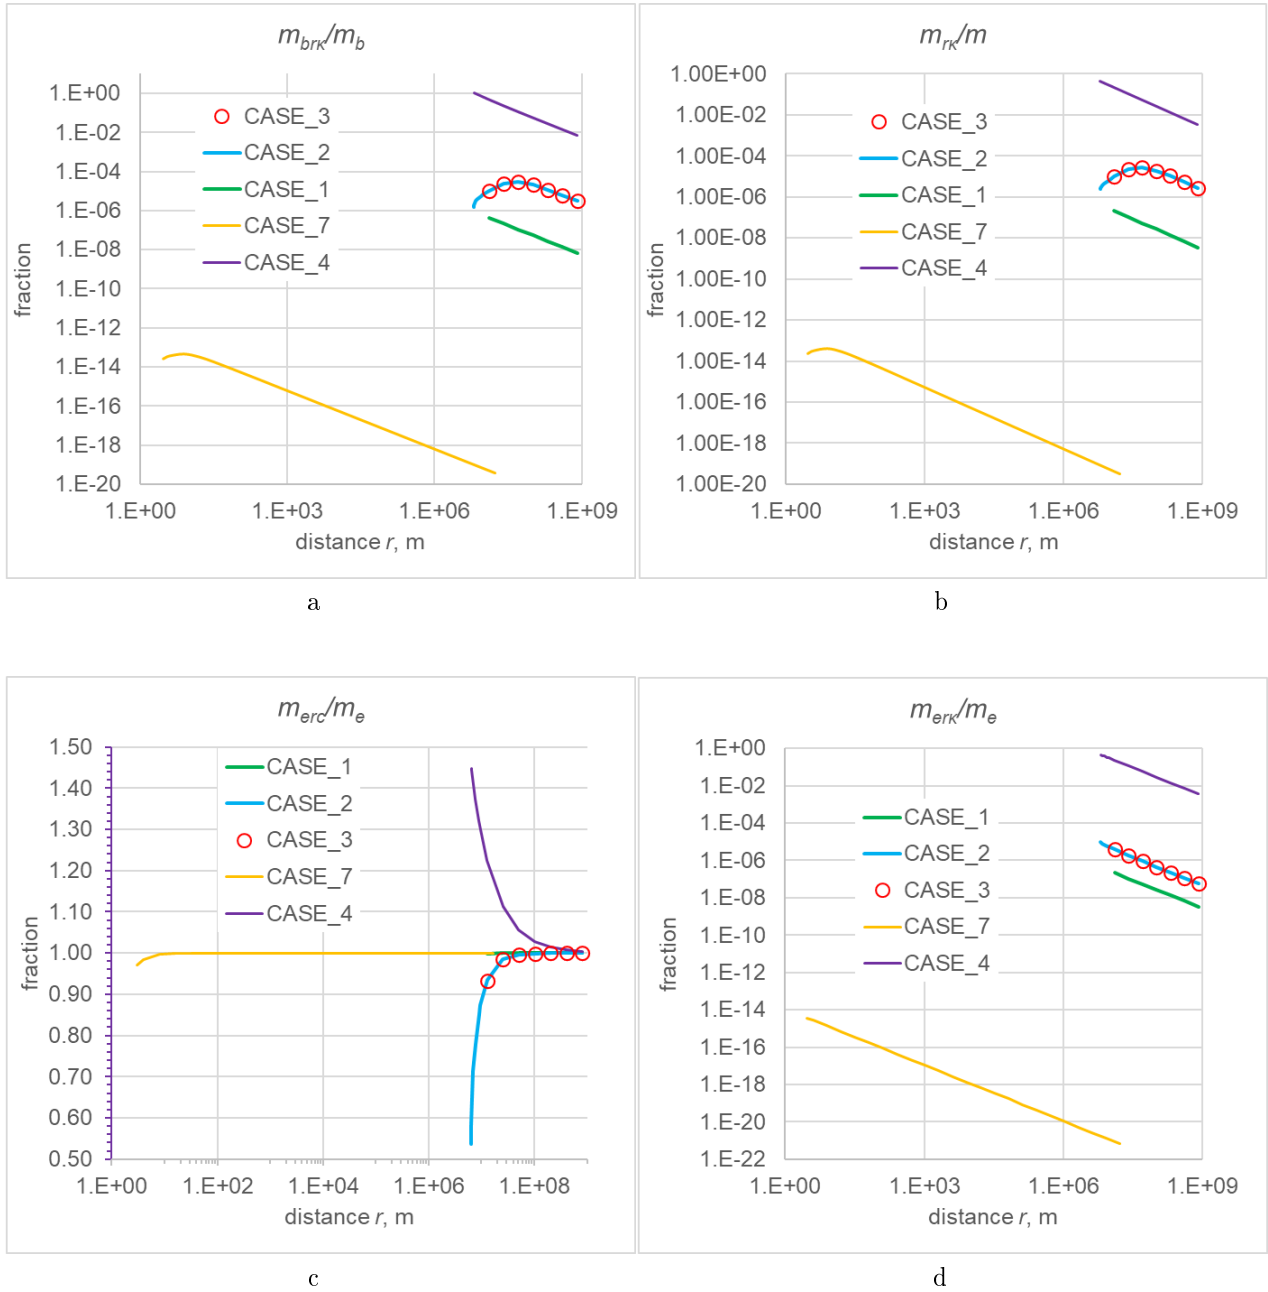 m_brκ/m_b
1.E+00
1.E-02
1.E-04
1.E-06
1.E-08
1.E-10
1.E-12
1.E-14
1.E-16
1.E-18
1.E-20
fraction
CASE_3
CASE_2
CASE_1
CASE_7
CASE_4
1.E+00 1.E+03 1.E+06 1.E+09
distance r, m
a
m_rκ/m
1.00E+00
1.00E-02
1.00E-04
1.00E-06
1.00E-08
1.00E-10
1.00E-12
1.00E-14
1.00E-16
1.00E-18
1.00E-20
fraction
CASE_3
CASE_2
CASE_1
CASE_7
CASE_4
1.E+00 1.E+03 1.E+06 1.E+09
distance r, m
b
m_erc/m_e
1.50
1.40
1.30
1.20
1.10
1.00
0.90
0.80
0.70
0.60
0.50
fraction
CASE_1
CASE_2
CASE_3
CASE_7
CASE_4
1.E+00 1.E+02 1.E+04 1.E+06 1.E+08
distance r, m
c
m_erκ/m_e
1.E+00
1.E-02
1.E-04
1.E-06
1.E-08
1.E-10
1.E-12
1.E-14
1.E-16
1.E-18
1.E-20
1.E-22
fraction
CASE_1
CASE_2
CASE_3
CASE_7
CASE_4
1.E+00 1.E+03 1.E+06 1.E+09
distance r, m
d